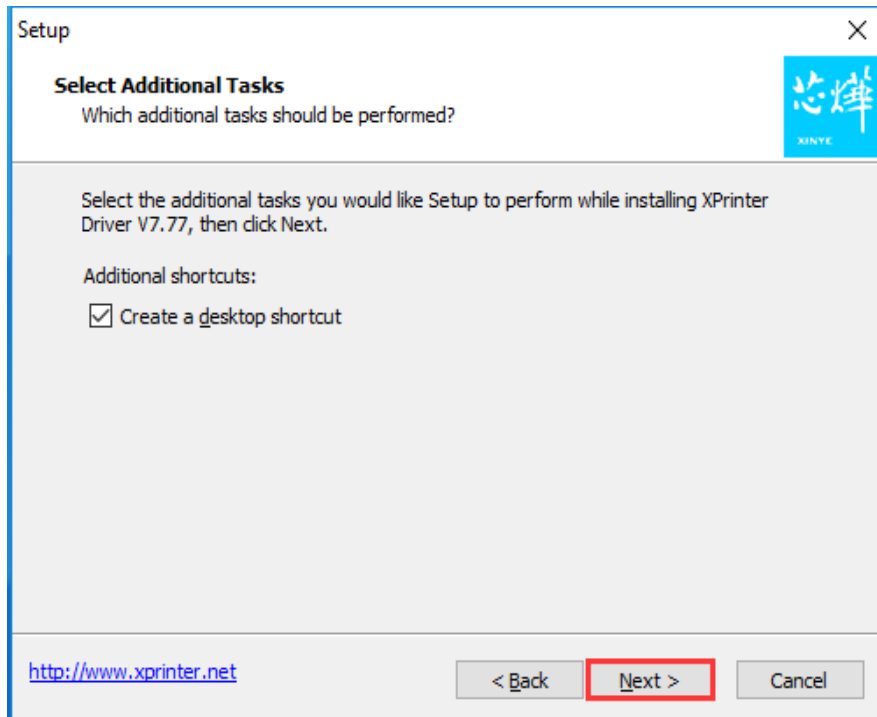 Setup
Select Additional Tasks
Which additional tasks should be performed?
芯烨
XINYE
Select the additional tasks you would like Setup to perform while installing XPrinter
Driver V7.77, then click Next.
Additional shortcuts:
Create a desktop shortcut
http://www.xprinter.net
< Back
Next >
Cancel